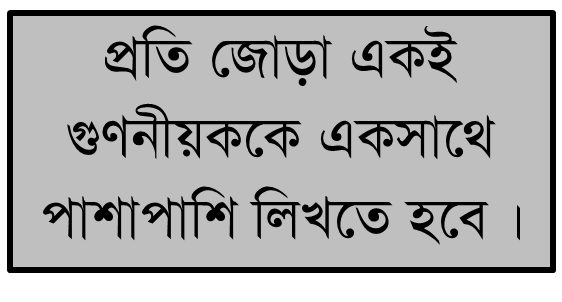 প্রতি জোড়া একই
গুণনীয়ককে একসাথে
পাশাপাশি লিখতে হবে ।